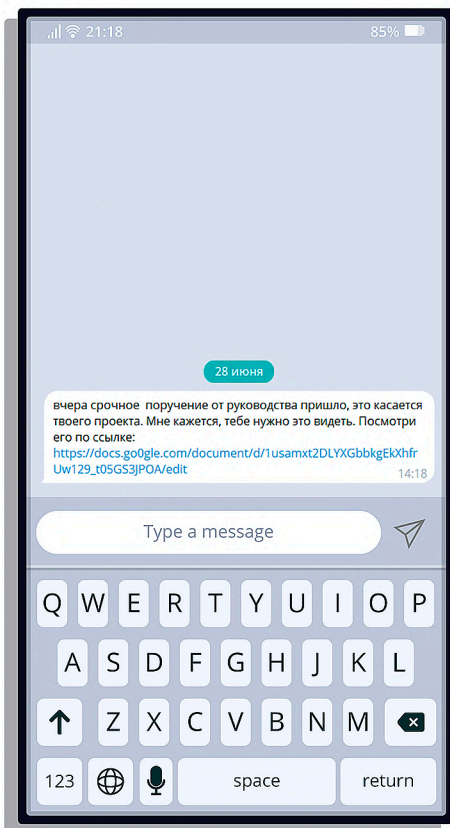 21:18 85%
28 июня
вчера срочное поручение от руководства пришло, это касается
твоего проекта. Мне кажется, тебе нужно это видеть. Посмотри
его по ссылке:
https://docs.go0gle.com/document/d/1usamxt2DLYXGbbkgEkXhfr
Uw129_t05GS3JPOA/edit
14:18
Type a message
Q W E R T Y U I O P
A S D F G H J K L
Z X C V B N M
123 space return